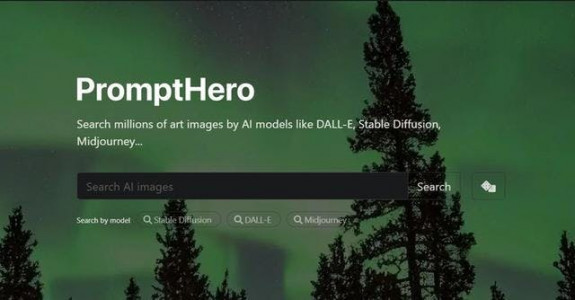 PromptHero
Search millions of art images by AI models like DALL-E, Stable Diffusion,
Midjourney...
Search AI images
Search
Search by model
Stable Diffusion
DALL-E
Midjourney